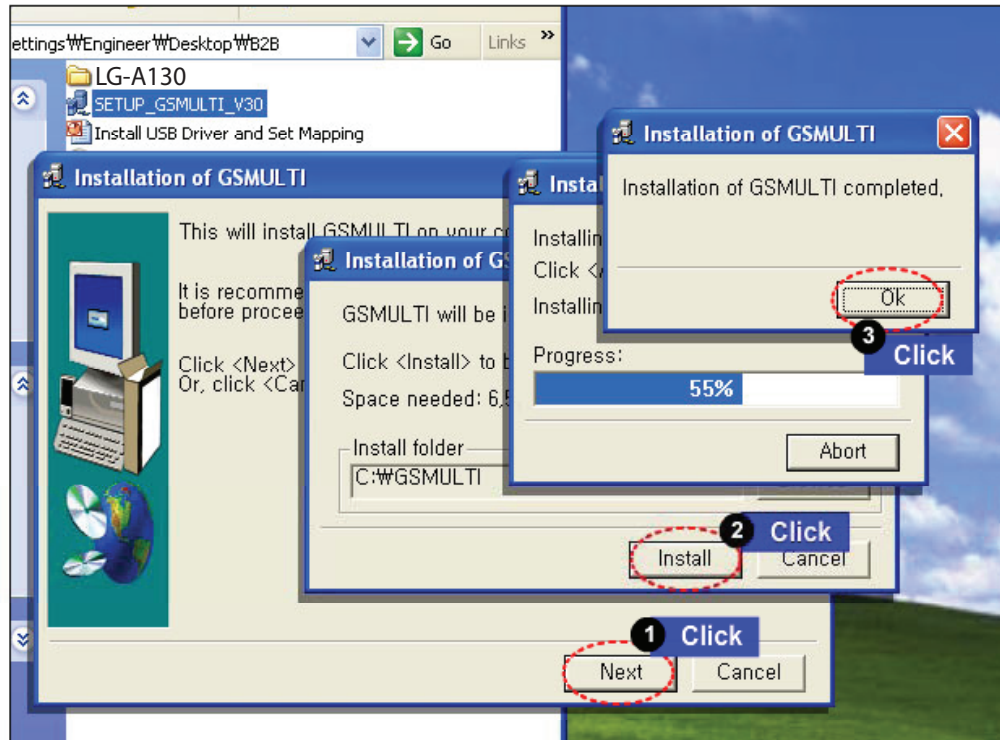 ettings₩Engineer₩Desktop₩B2B Go Links »
LG-A130
SETUP_GSMULTI_V30
Install USB Driver and Set Mapping
Installation of GSMULTI
This will install GSMULTI on your
It is recomme
before procee
Click <Next>
Or, click <Ca
1 Click
Next Cancel
Installation of G
GSMULTI will be i
Click <Install> to b
Space needed: 6,
Install folder
C:₩GSMULTI
2 Click
Install Cancel
Insta
Installin
Click <
Installin
Progress:
55%
Abort
Installation of GSMULTI
Installation of GSMULTI completed,
Ok
3 Click